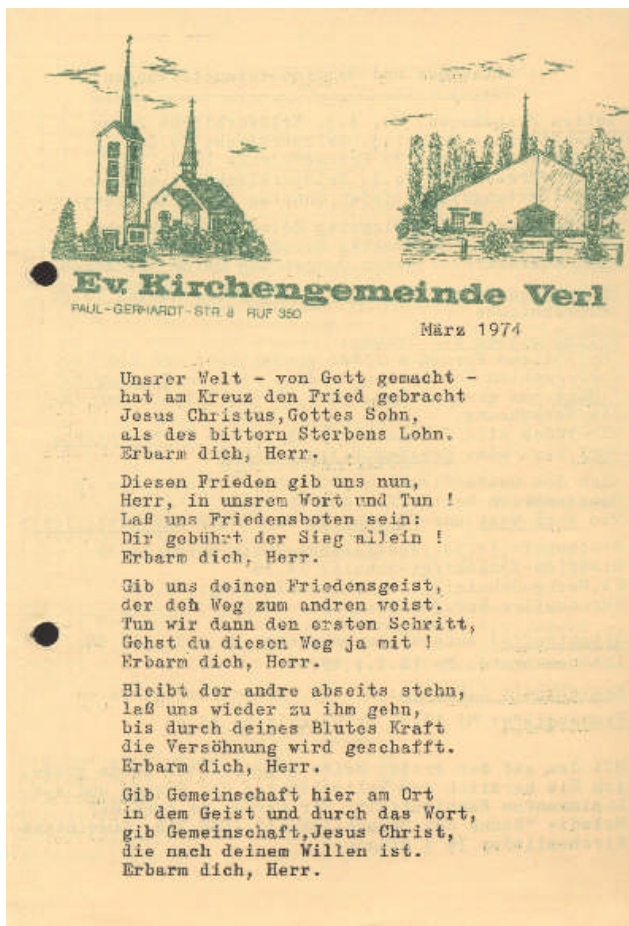 Ev. Kirchengemeinde Verl
PAUL-GERHARDT-STR. 8 RUF 350
März 1974
Unsrer Welt - von Gott gemacht -
hat am Kreuz den Fried gebracht
Jesus Christus,Gottes Sohn,
als des bittern Sterbens Lohn.
Erbarm dich, Herr.
Diesen Frieden gib uns nun,
Herr, in unsrem Wort und Tun !
Laß uns Friedensboten sein:
Dir gebührt der Sieg allein !
Erbarm dich, Herr.
Gib uns deinen Friedensgeist,
der den Weg zum andren weist.
Tun wir dann den ersten Schritt,
Gehst du diesen Weg ja mit !
Erbarm dich, Herr.
Bleibt der andre abseits stehn,
laß uns wieder zu ihm gehn,
bis durch deines Blutes Kraft
die Versöhnung wird geschafft.
Erbarm dich, Herr.
Gib Gemeinschaft hier am Ort
in dem Geist und durch das Wort,
gib Gemeinschaft,Jesus Christ,
die nach deinem Willen ist.
Erbarm dich, Herr.